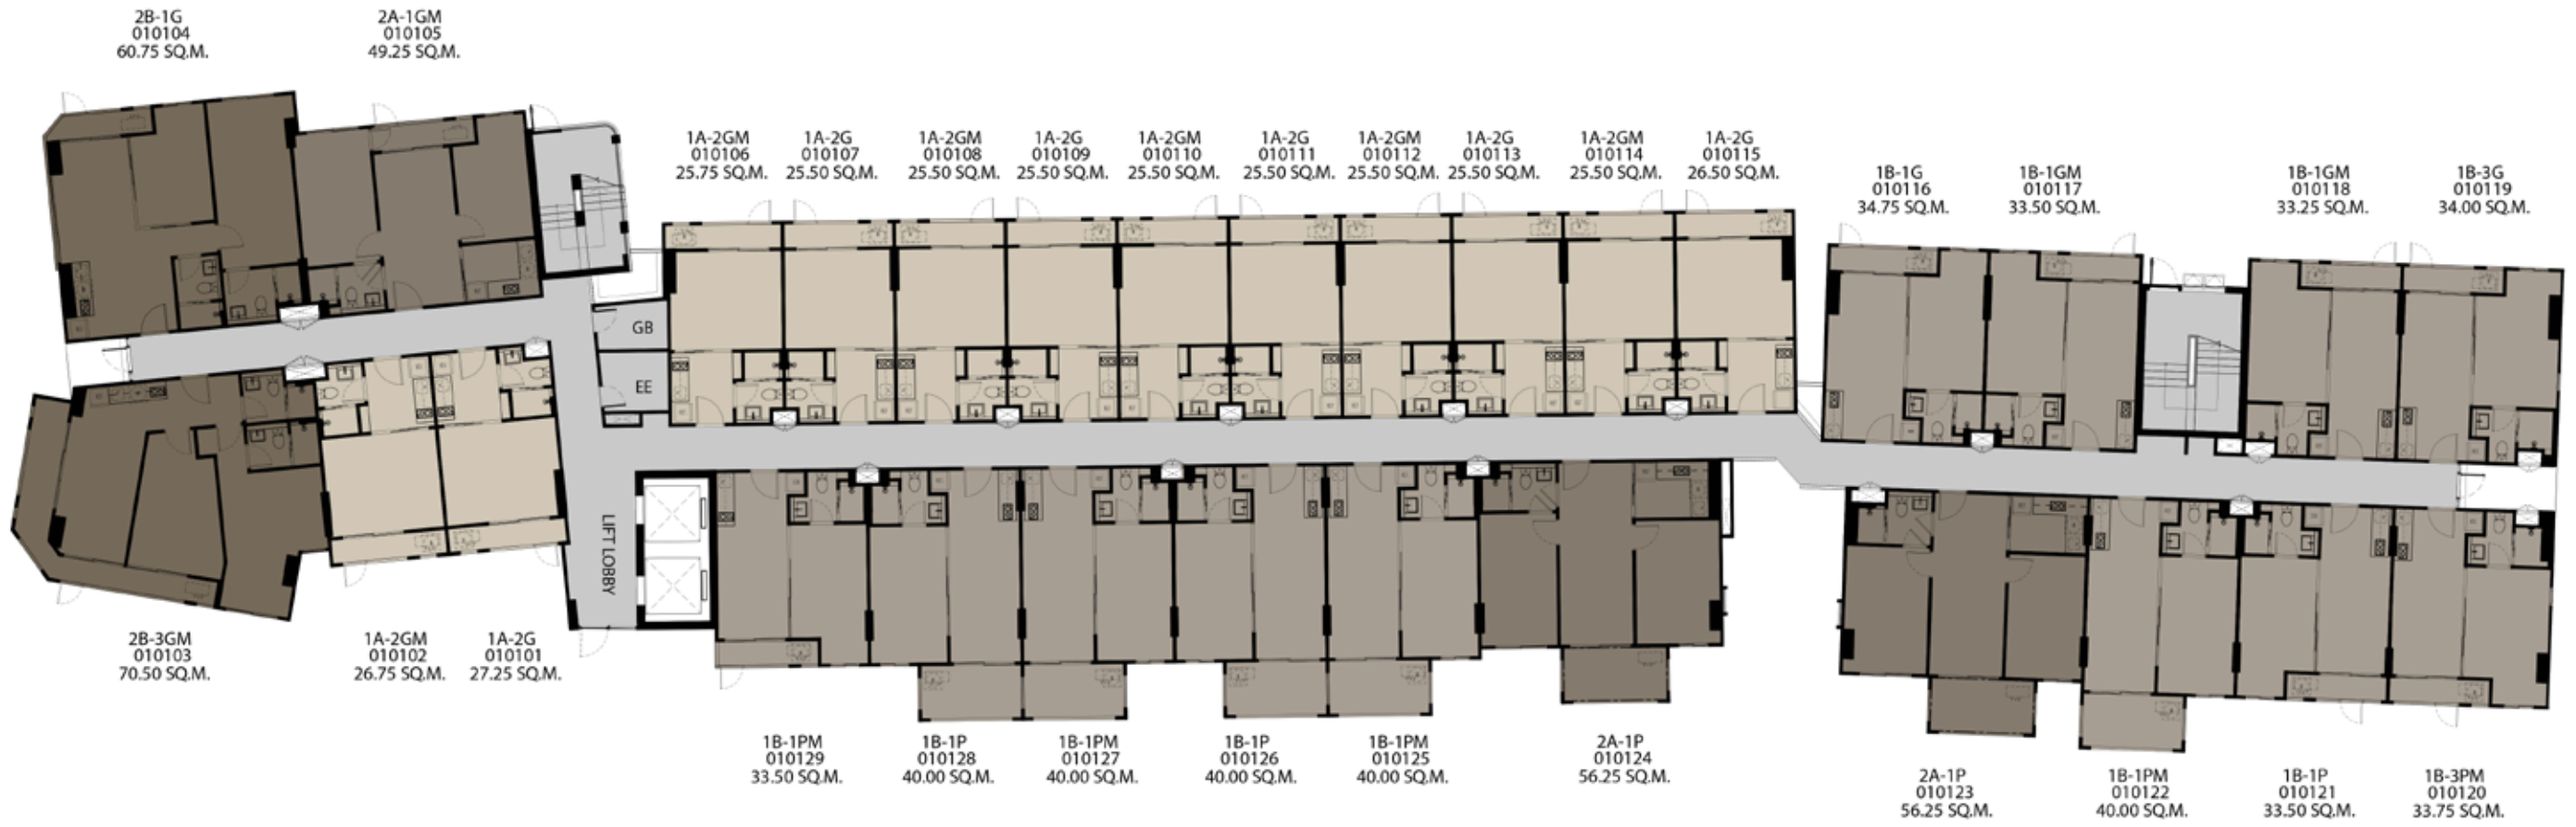 2B-1G
010104
60.75 SQ.M.
2A-1GM
010105
49.25 SQ.M.
1A-2GM
010106
25.75 SQ.M.
1A-2G
010107
25.50 SQ.M.
1A-2GM
010108
25.50 SQ.M.
1A-2G
010109
25.50 SQ.M.
1A-2GM
010110
25.50 SQ.M.
1A-2G
010111
25.50 SQ.M.
1A-2GM
010112
25.50 SQ.M.
1A-2G
010113
25.50 SQ.M.
1A-2GM
010114
25.50 SQ.M.
1A-2G
010115
26.50 SQ.M.
1B-1G
010116
34.75 SQ.M.
1B-1GM
010117
33.50 SQ.M.
1B-1GM
010118
33.25 SQ.M.
1B-3G
010119
34.00 SQ.M.
GB
EE
LIFT LOBBY
2B-3GM
010103
70.50 SQ.M.
1A-2GM
010102
26.75 SQ.M.
1A-2G
010101
27.25 SQ.M.
1B-1PM
010129
33.50 SQ.M.
1B-1P
010128
40.00 SQ.M.
1B-1PM
010127
40.00 SQ.M.
1B-1P
010126
40.00 SQ.M.
1B-1PM
010125
40.00 SQ.M.
2A-1P
010124
56.25 SQ.M.
2A-1P
010123
56.25 SQ.M.
1B-1PM
010122
40.00 SQ.M.
1B-1P
010121
33.50 SQ.M.
1B-3PM
010120
33.75 SQ.M.